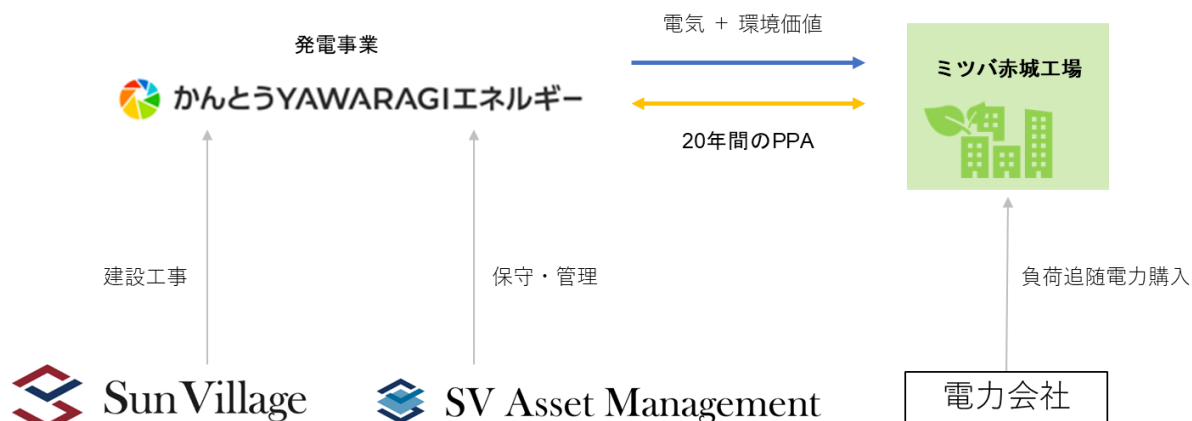 電気 + 環境価値
発電事業
かんとうYAWARAGIエネルギー
ミツバ赤城工場
20年間のPPA
建設工事
保守・管理
負荷追随電力購入
Sun Village
SV Asset Management
電力会社